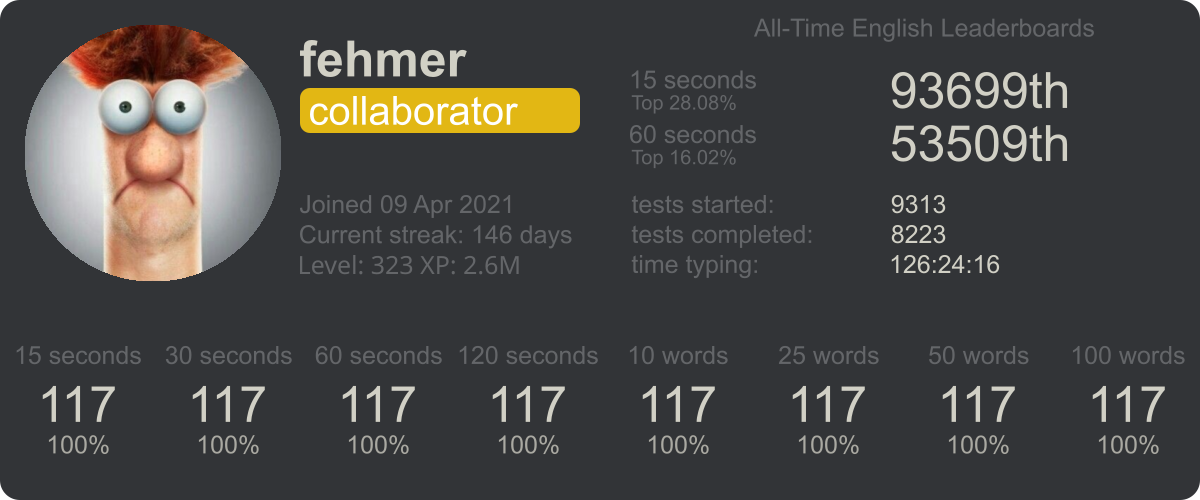 fehmer
collaborator
Joined 09 Apr 2021
Current streak: 146 days
Level: 323 XP: 2.6M
All-Time English Leaderboards
15 seconds 93699th
Top 28.08%
60 seconds 53509th
Top 16.02%
tests started: 9313
tests completed: 8223
time typing: 126:24:16
15 seconds 30 seconds 60 seconds 120 seconds 10 words 25 words 50 words 100 words
117 117 117 117 117 117 117 117
100% 100% 100% 100% 100% 100% 100% 100%